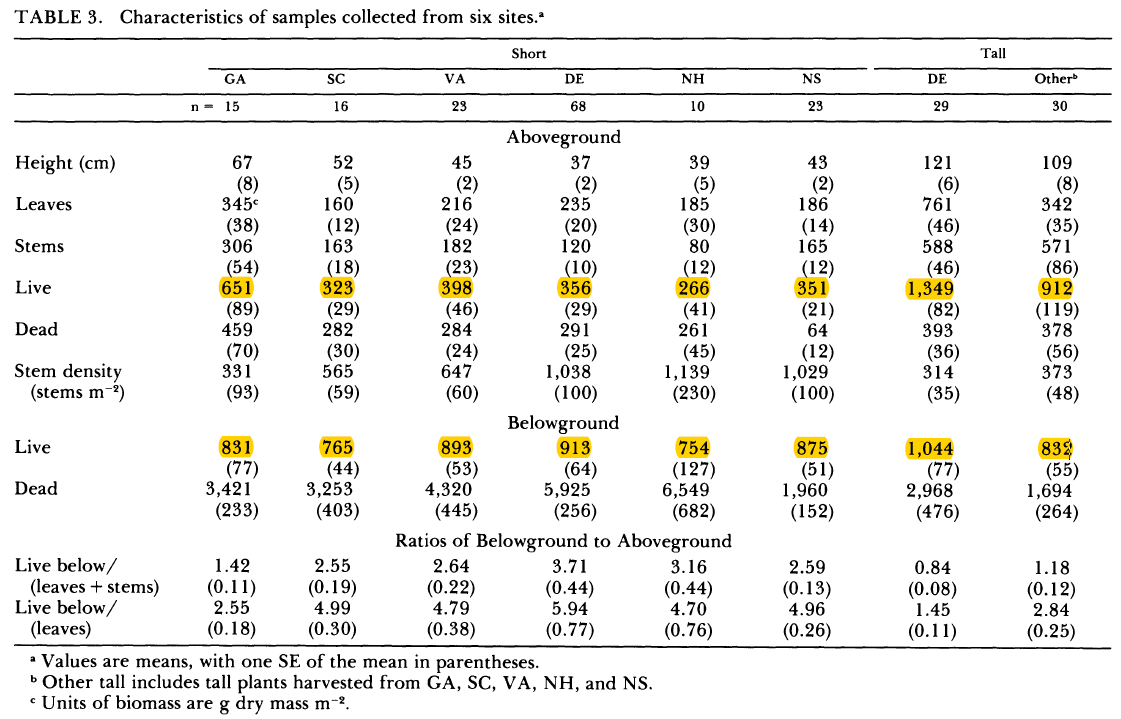 TABLE 3. Characteristics of samples collected from six sites.ᵃ
Short Tall
GA SC VA DE NH NS DE Otherᵇ
n = 15 16 23 68 10 23 29 30
Aboveground
Height (cm) 67 52 45 37 39 43 121 109
(8) (5) (2) (2) (5) (2) (6) (8)
Leaves 345ᶜ 160 216 235 185 186 761 342
(38) (12) (24) (20) (30) (14) (46) (35)
Stems 306 163 182 120 80 165 588 571
(54) (18) (23) (10) (12) (12) (46) (86)
Live 651 323 398 356 266 351 1,349 912
(89) (29) (46) (29) (41) (21) (82) (119)
Dead 459 282 284 291 261 64 393 378
(70) (30) (24) (25) (45) (12) (36) (56)
Stem density 331 565 647 1,038 1,139 1,029 314 373
(stems m⁻²) (93) (59) (60) (100) (230) (100) (35) (48)
Belowground
Live 831 765 893 913 754 875 1,044 832
(77) (44) (53) (64) (127) (51) (77) (55)
Dead 3,421 3,253 4,320 5,925 6,549 1,960 2,968 1,694
(233) (403) (445) (256) (682) (152) (476) (264)
Ratios of Belowground to Aboveground
Live below/ 1.42 2.55 2.64 3.71 3.16 2.59 0.84 1.18
(leaves + stems) (0.11) (0.19) (0.22) (0.44) (0.44) (0.13) (0.08) (0.12)
Live below/ 2.55 4.99 4.79 5.94 4.70 4.96 1.45 2.84
(leaves) (0.18) (0.30) (0.38) (0.77) (0.76) (0.26) (0.11) (0.25)
ᵃ Values are means, with one SE of the mean in parentheses.
ᵇ Other tall includes tall plants harvested from GA, SC, VA, NH, and NS.
ᶜ Units of biomass are g dry mass m⁻².